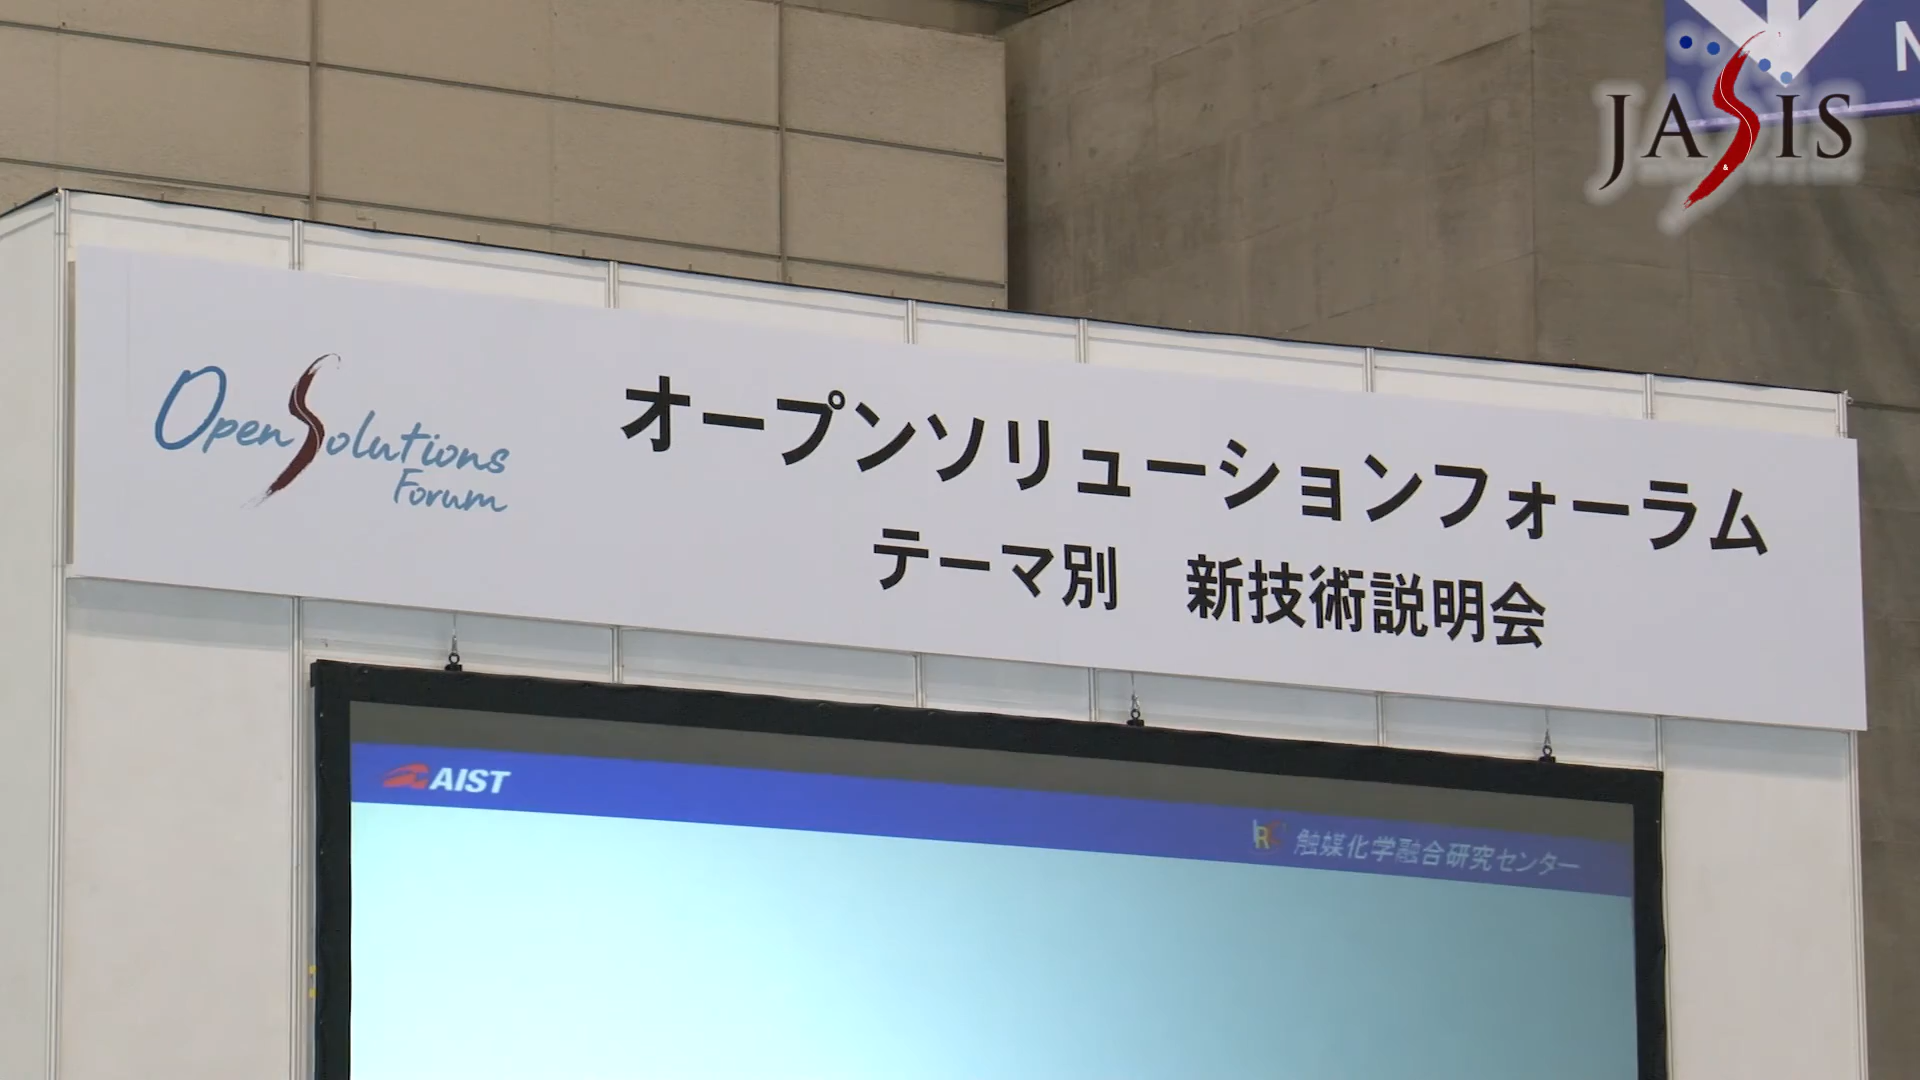 JASIS
Open Solutions
Forum
オープンソリューションフォーラム
テーマ別　新技術説明会
AIST
触媒化学融合研究センター